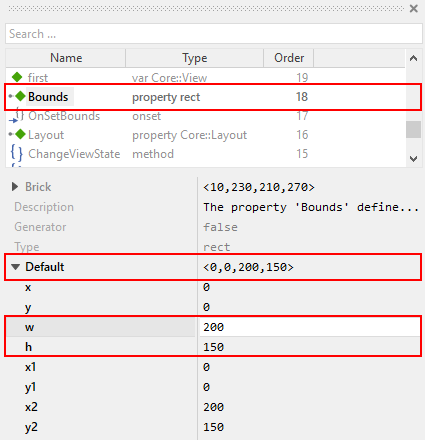 Search ...
Name Type Order
first var Core::View 19
Bounds property rect 18
OnSetBounds onset 17
Layout property Core::Layout 16
ChangeViewState method 15
Brick <10,230,210,270>
Description The property 'Bounds' define...
Generator false
Type rect
Default <0,0,200,150>
x 0
y 0
w 200
h 150
x1 0
y1 0
x2 200
y2 150